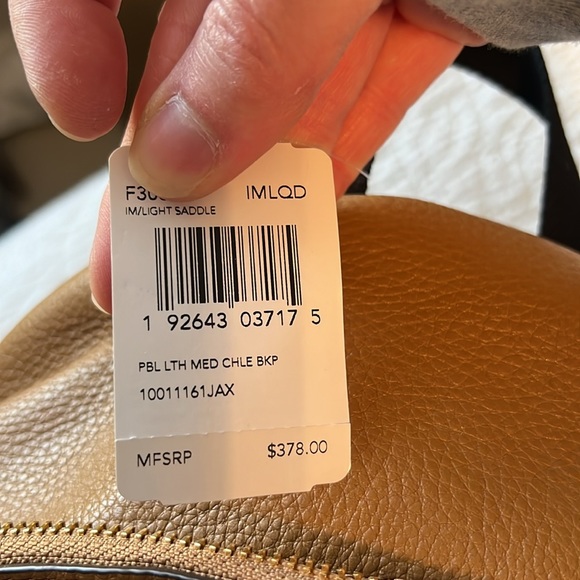 IMLQD
IM/LIGHT SADDLE
1 92643 03717 5
PBL LTH MED CHLE BKP
10011161JAX
MFSRP $378.00